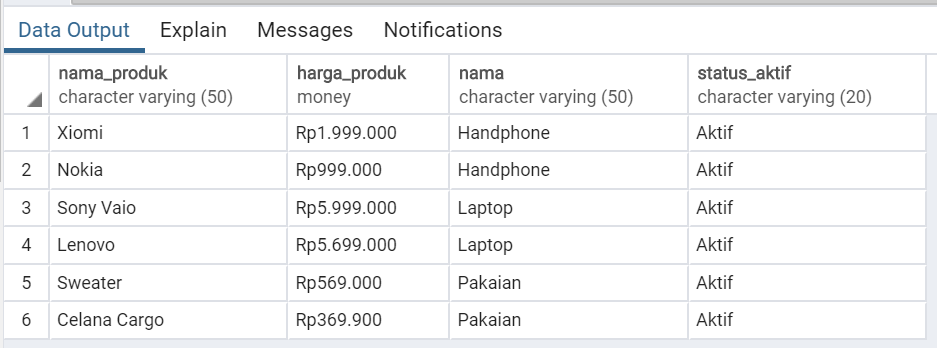 Data Output Explain Messages Notifications
nama_produk harga_produk nama status_aktif
character varying (50) money character varying (50) character varying (20)
1 Xiomi Rp1.999.000 Handphone Aktif
2 Nokia Rp999.000 Handphone Aktif
3 Sony Vaio Rp5.999.000 Laptop Aktif
4 Lenovo Rp5.699.000 Laptop Aktif
5 Sweater Rp569.000 Pakaian Aktif
6 Celana Cargo Rp369.900 Pakaian Aktif